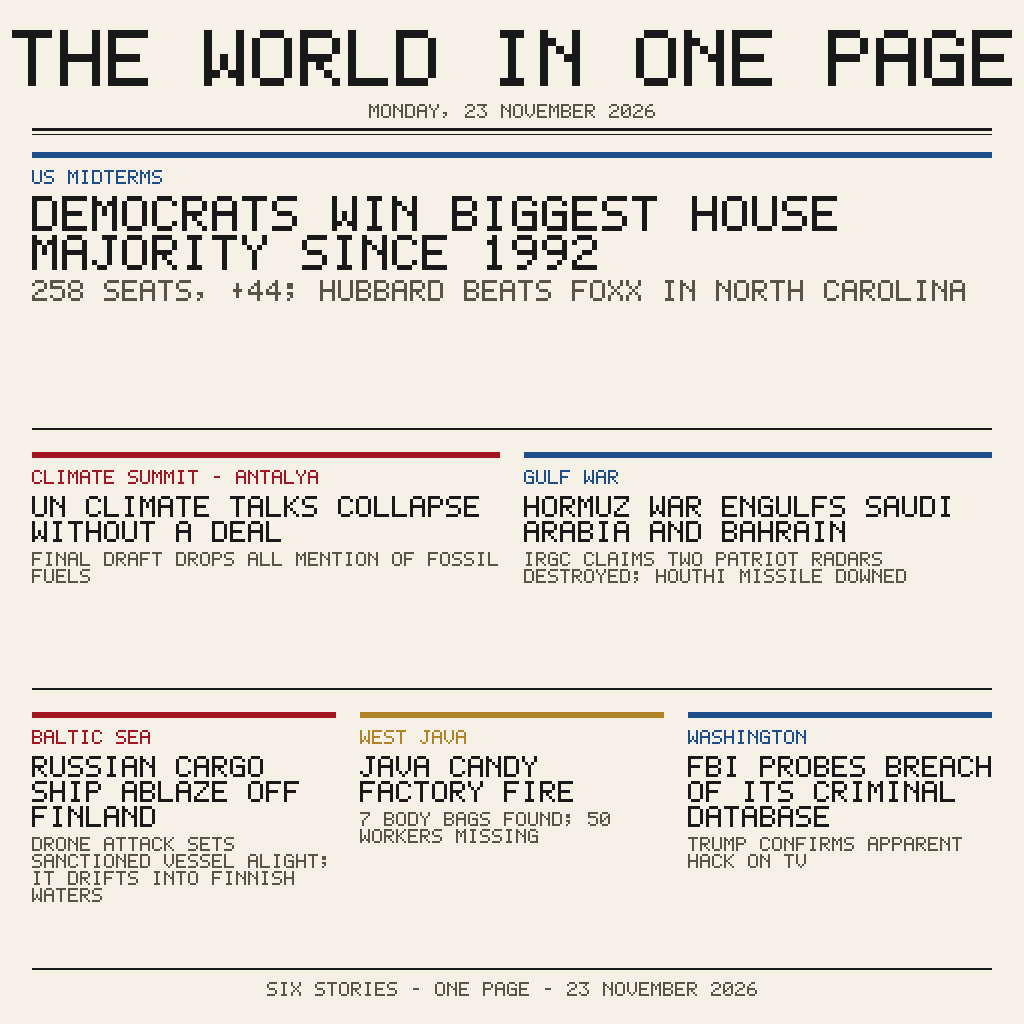 THE WORLD IN ONE PAGE
MONDAY, 23 NOVEMBER 2026
US MIDTERMS
DEMOCRATS WIN BIGGEST HOUSE
MAJORITY SINCE 1992
258 SEATS, +44; HUBBARD BEATS FOXX IN NORTH CAROLINA
CLIMATE SUMMIT - ANTALYA
UN CLIMATE TALKS COLLAPSE
WITHOUT A DEAL
FINAL DRAFT DROPS ALL MENTION OF FOSSIL
FUELS
GULF WAR
HORMUZ WAR ENGULFS SAUDI
ARABIA AND BAHRAIN
IRGC CLAIMS TWO PATRIOT RADARS
DESTROYED; HOUTHI MISSILE DOWNED
BALTIC SEA
RUSSIAN CARGO
SHIP ABLAZE OFF
FINLAND
DRONE ATTACK SETS
SANCTIONED VESSEL ALIGHT;
IT DRIFTS INTO FINNISH
WATERS
WEST JAVA
JAVA CANDY
FACTORY FIRE
7 BODY BAGS FOUND; 50
WORKERS MISSING
WASHINGTON
FBI PROBES BREACH
OF ITS CRIMINAL
DATABASE
TRUMP CONFIRMS APPARENT
HACK ON TV
SIX STORIES - ONE PAGE - 23 NOVEMBER 2026